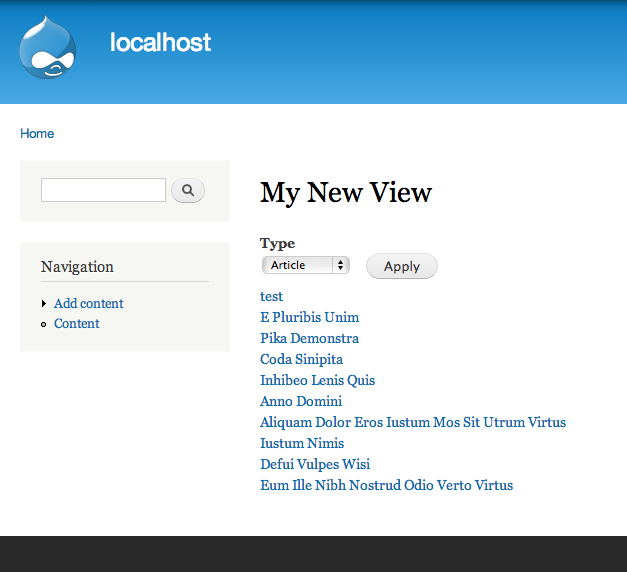 localhost
Home
Navigation
Add content
Content
My New View
Type
Article
Apply
test
E Pluribis Unim
Pika Demonstra
Coda Sinipita
Inhibeo Lenis Quis
Anno Domini
Aliquam Dolor Eros Iustum Mos Sit Utrum Virtus
Iustum Nimis
Defui Vulpes Wisi
Eum Ille Nibh Nostrud Odio Verto Virtus